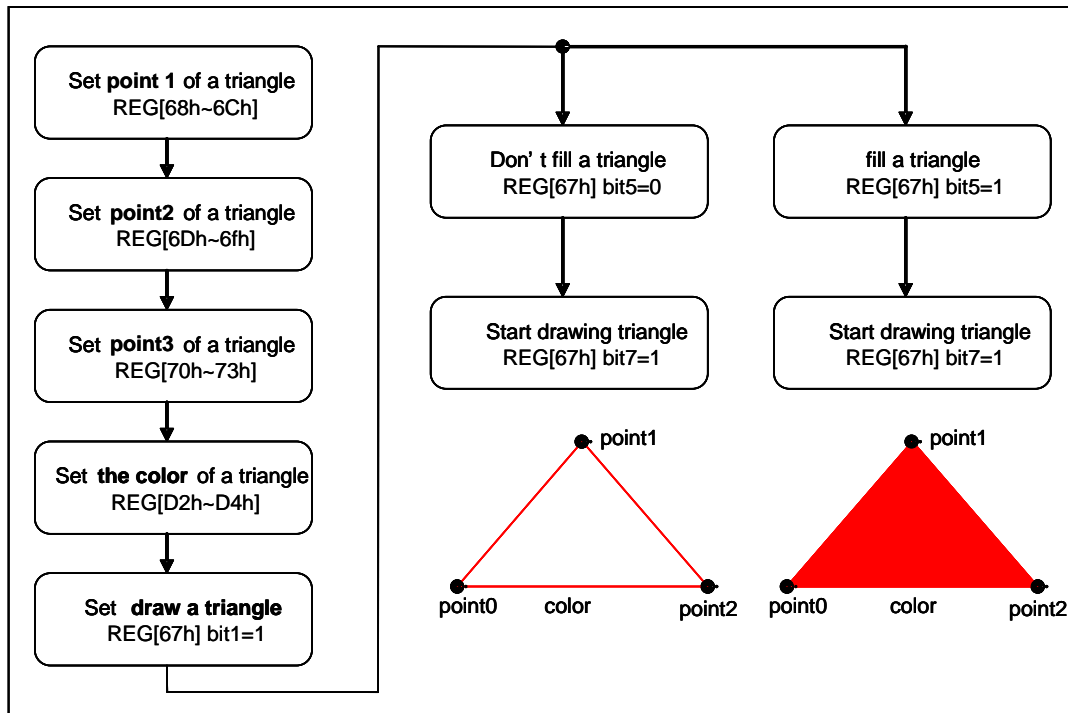 Set point 1 of a triangle
REG[68h~6Ch]
Set point2 of a triangle
REG[6Dh~6fh]
Set point3 of a triangle
REG[70h~73h]
Set the color of a triangle
REG[D2h~D4h]
Set draw a triangle
REG[67h] bit1=1
Don' t fill a triangle
REG[67h] bit5=0
Start drawing triangle
REG[67h] bit7=1
point1
point0 color point2
fill a triangle
REG[67h] bit5=1
Start drawing triangle
REG[67h] bit7=1
point1
point0 color point2